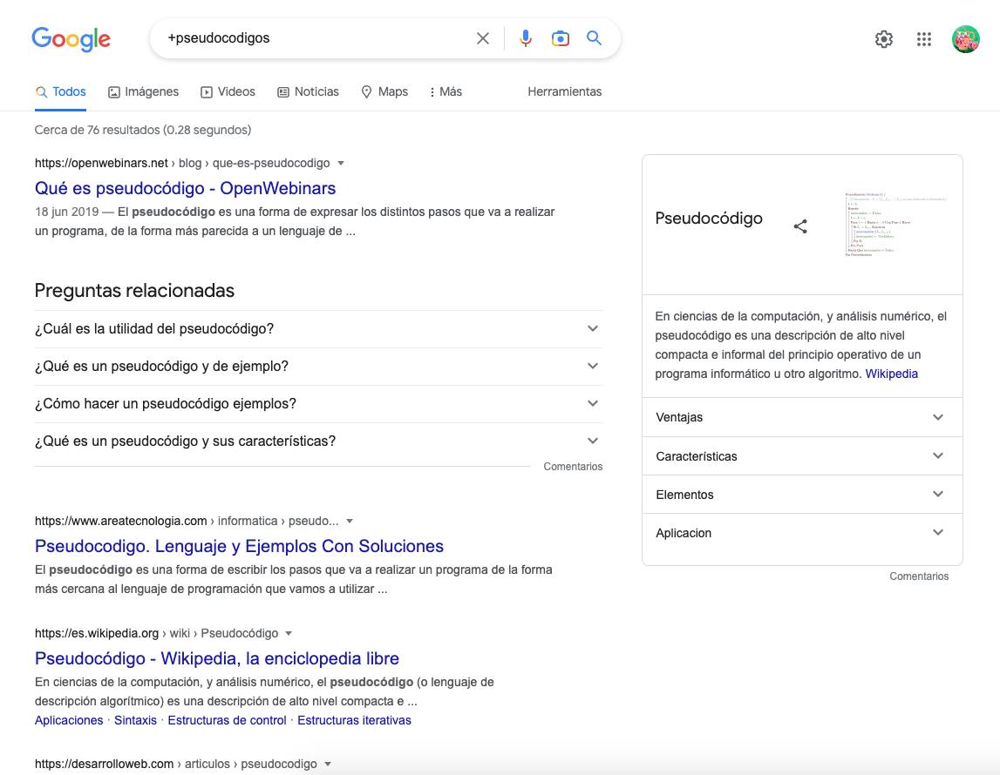 Google
+pseudocodigos
Todos
Imágenes
Videos
Noticias
Maps
Más
Herramientas
Cerca de 76 resultados (0.28 segundos)
https://openwebinars.net › blog › que-es-pseudocodigo
Qué es pseudocódigo - OpenWebinars
18 jun 2019 — El pseudocódigo es una forma de expresar los distintos pasos que va a realizar
un programa, de la forma más parecida a un lenguaje de ...
Preguntas relacionadas
¿Cuál es la utilidad del pseudocódigo?
¿Qué es un pseudocódigo y de ejemplo?
¿Cómo hacer un pseudocódigo ejemplos?
¿Qué es un pseudocódigo y sus características?
Comentarios
https://www.areatecnologia.com › informatica › pseudo...
Pseudocodigo. Lenguaje y Ejemplos Con Soluciones
El pseudocódigo es una forma de escribir los pasos que va a realizar un programa de la forma
más cercana al lenguaje de programación que vamos a utilizar ...
https://es.wikipedia.org › wiki › Pseudocódigo
Pseudocódigo - Wikipedia, la enciclopedia libre
En ciencias de la computación, y análisis numérico, el pseudocódigo (o lenguaje de
descripción algorítmico) es una descripción de alto nivel compacta e ...
Aplicaciones · Sintaxis · Estructuras de control · Estructuras iterativas
https://desarrolloweb.com › articulos › pseudocodigo
Pseudocódigo
En ciencias de la computación, y análisis numérico, el
pseudocódigo es una descripción de alto nivel
compacta e informal del principio operativo de un
programa informático u otro algoritmo. Wikipedia
Ventajas
Características
Elementos
Aplicacion
Comentarios